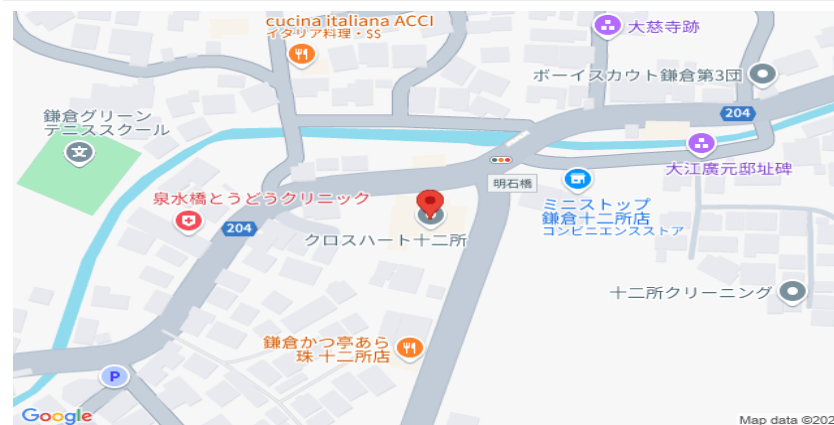 cucina italiana ACCI
イタリア料理・SS
大慈寺跡
ボーイスカウト鎌倉第3団
204
鎌倉グリーン
テニススクール
文
大江廣元邸址碑
明石橋
泉水橋とうどうクリニック
ミニストップ
鎌倉十二所店
コンビニエンスストア
204
クロスハート十二所
十二所クリーニング
鎌倉かつ亭あら
珠 十二所店
P
Google
Map data ©202